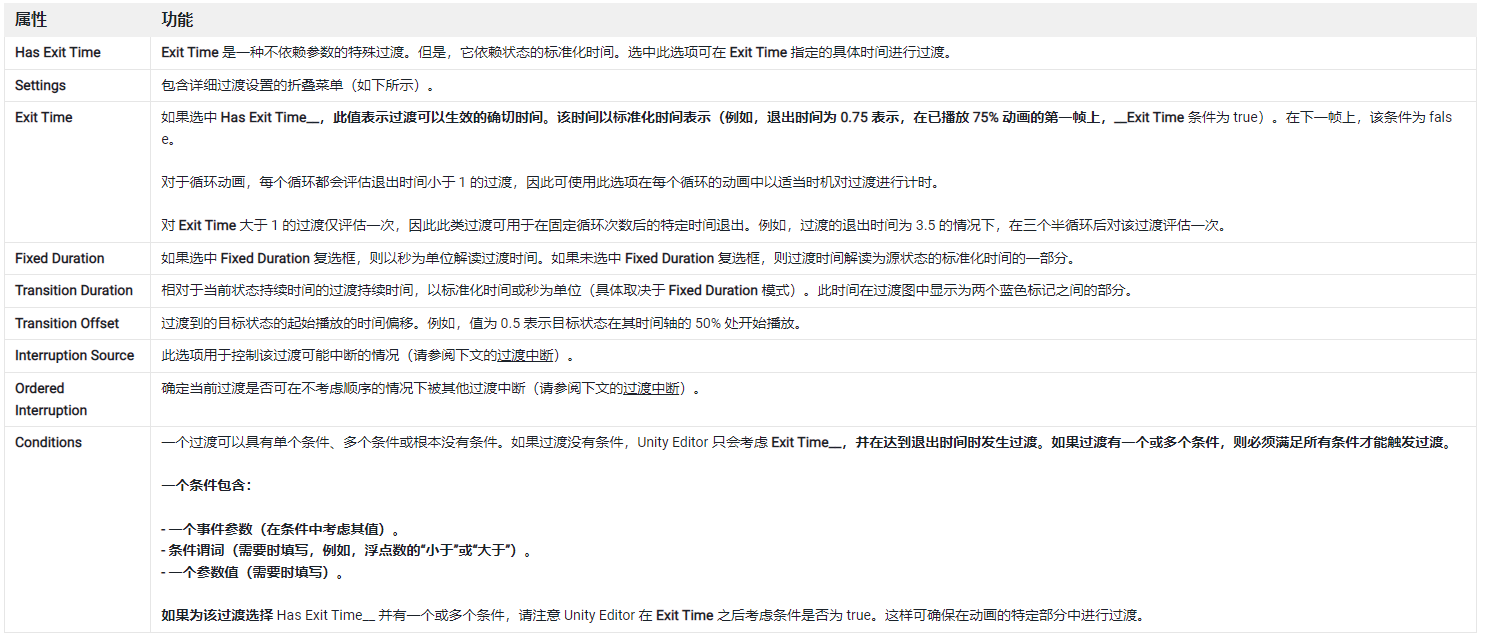 属性 功能
Has Exit Time Exit Time 是一种不依赖参数的特殊过渡。但是，它依赖状态的标准化时间。选中此选项可在 Exit Time 指定的具体时间进行过渡。
Settings 包含详细过渡设置的折叠菜单（如下所示）。
Exit Time 如果选中 Has Exit Time__，此值表示过渡可以生效的确切时间。该时间以标准化时间表示（例如，退出时间为 0.75 表示，在已播放 75% 动画的第一帧上，__Exit Time 条件为 true）。在下一帧上，该条件为 fals
e。
对于循环动画，每个循环都会评估退出时间小于 1 的过渡，因此可使用此选项在每个循环的动画中以适当时机对过渡进行计时。
对 Exit Time 大于 1 的过渡仅评估一次，因此此类过渡可用于在固定循环次数后的特定时间退出。例如，过渡的退出时间为 3.5 的情况下，在三个半循环后对该过渡评估一次。
Fixed Duration 如果选中 Fixed Duration 复选框，则以秒为单位解读过渡时间。如果未选中 Fixed Duration 复选框，则过渡时间解读为源状态的标准化时间的一部分。
Transition Duration 相对于当前状态持续时间的过渡持续时间，以标准化时间或秒为单位（具体取决于 Fixed Duration 模式）。此时间在过渡图中显示为两个蓝色标记之间的部分。
Transition Offset 过渡到的目标状态的起始播放的时间偏移。例如，值为 0.5 表示目标状态在其时间轴的 50% 处开始播放。
Interruption Source 此选项用于控制该过渡可能中断的情况（请参阅下文的过渡中断）。
Ordered 确定当前过渡是否可在不考虑顺序的情况下被其他过渡中断（请参阅下文的过渡中断）。
Interruption
Conditions 一个过渡可以具有单个条件、多个条件或根本没有条件。如果过渡没有条件，Unity Editor 只会考虑 Exit Time__，并在达到退出时间时发生过渡。如果过渡有一个或多个条件，则必须满足所有条件才能触发过渡。
一个条件包含：
- 一个事件参数（在条件中考虑其值）。
- 条件谓词（需要时填写，例如，浮点数的“小于”或“大于”）。
- 一个参数值（需要时填写）。
如果为该过渡选择 Has Exit Time__ 并有一个或多个条件，请注意 Unity Editor 在 Exit Time 之后考虑条件是否为 true。这样可确保在动画的特定部分中进行过渡。